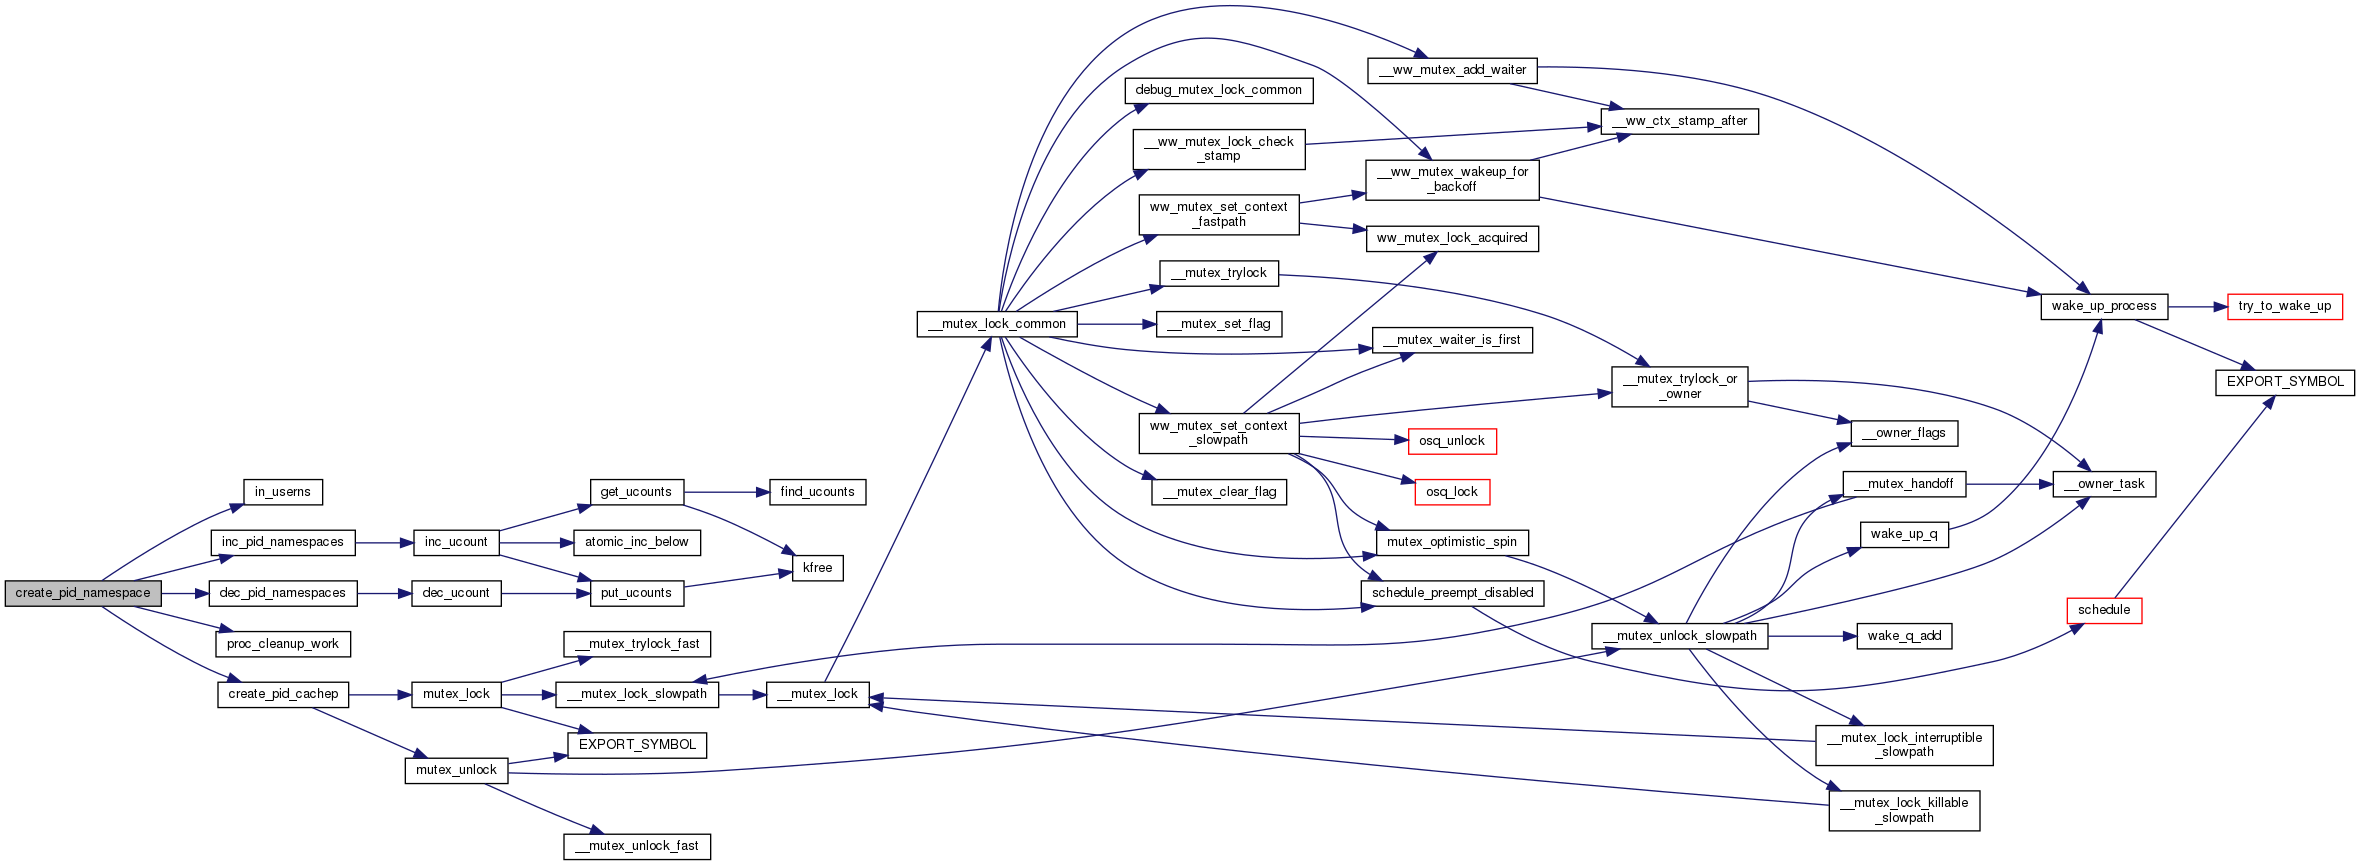 create_pid_namespace
in_userns
inc_pid_namespaces
dec_pid_namespaces
proc_cleanup_work
create_pid_cachep
inc_ucount
dec_ucount
mutex_lock
mutex_unlock
get_ucounts
atomic_inc_below
put_ucounts
__mutex_trylock_fast
__mutex_lock_slowpath
EXPORT_SYMBOL
__mutex_unlock_fast
find_ucounts
kfree
__mutex_lock
__mutex_lock_common
debug_mutex_lock_common
__ww_mutex_lock_check
_stamp
ww_mutex_set_context
_fastpath
__mutex_trylock
__mutex_set_flag
ww_mutex_set_context
_slowpath
__mutex_clear_flag
__ww_mutex_add_waiter
__ww_mutex_wakeup_for
_backoff
ww_mutex_lock_acquired
__mutex_waiter_is_first
osq_unlock
osq_lock
mutex_optimistic_spin
schedule_preempt_disabled
__ww_ctx_stamp_after
__mutex_trylock_or
_owner
__mutex_unlock_slowpath
__owner_flags
__mutex_handoff
wake_up_q
wake_q_add
__mutex_lock_interruptible
_slowpath
__mutex_lock_killable
_slowpath
wake_up_process
__owner_task
schedule
try_to_wake_up
EXPORT_SYMBOL